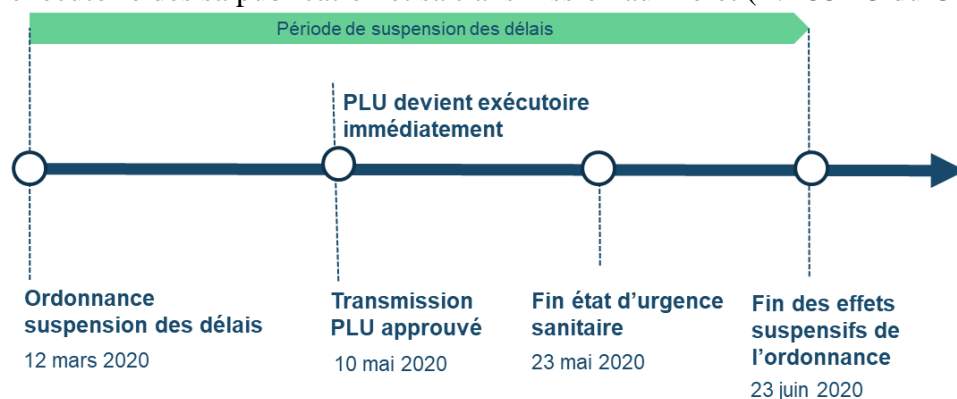 Période de suspension des délais
PLU devient exécutoire
immédiatement
Ordonnance
suspension des délais
12 mars 2020
Transmission
PLU approuvé
10 mai 2020
Fin état d’urgence
sanitaire
23 mai 2020
Fin des effets
suspensifs de
l’ordonnance
23 juin 2020